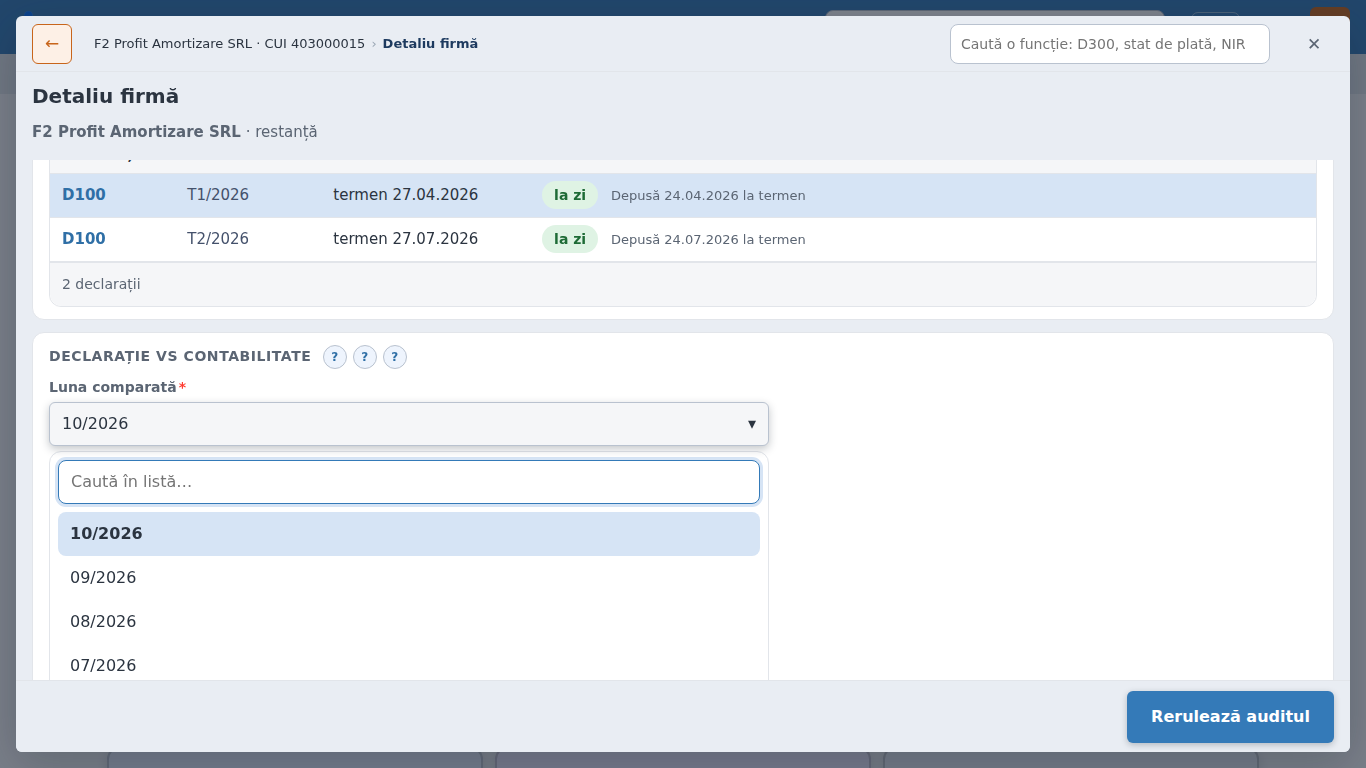 ←
F2 Profit Amortizare SRL · CUI 403000015 › Detaliu firmă
Caută o funcție: D300, stat de plată, NIR
✕
Detaliu firmă
F2 Profit Amortizare SRL · restanță
D100 T1/2026 termen 27.04.2026 la zi Depusă 24.04.2026 la termen
D100 T2/2026 termen 27.07.2026 la zi Depusă 24.07.2026 la termen
2 declarații
DECLARAȚIE VS CONTABILITATE ? ? ?
Luna comparată*
10/2026 ▼
Caută în listă...
10/2026
09/2026
08/2026
07/2026
Rerulează auditul